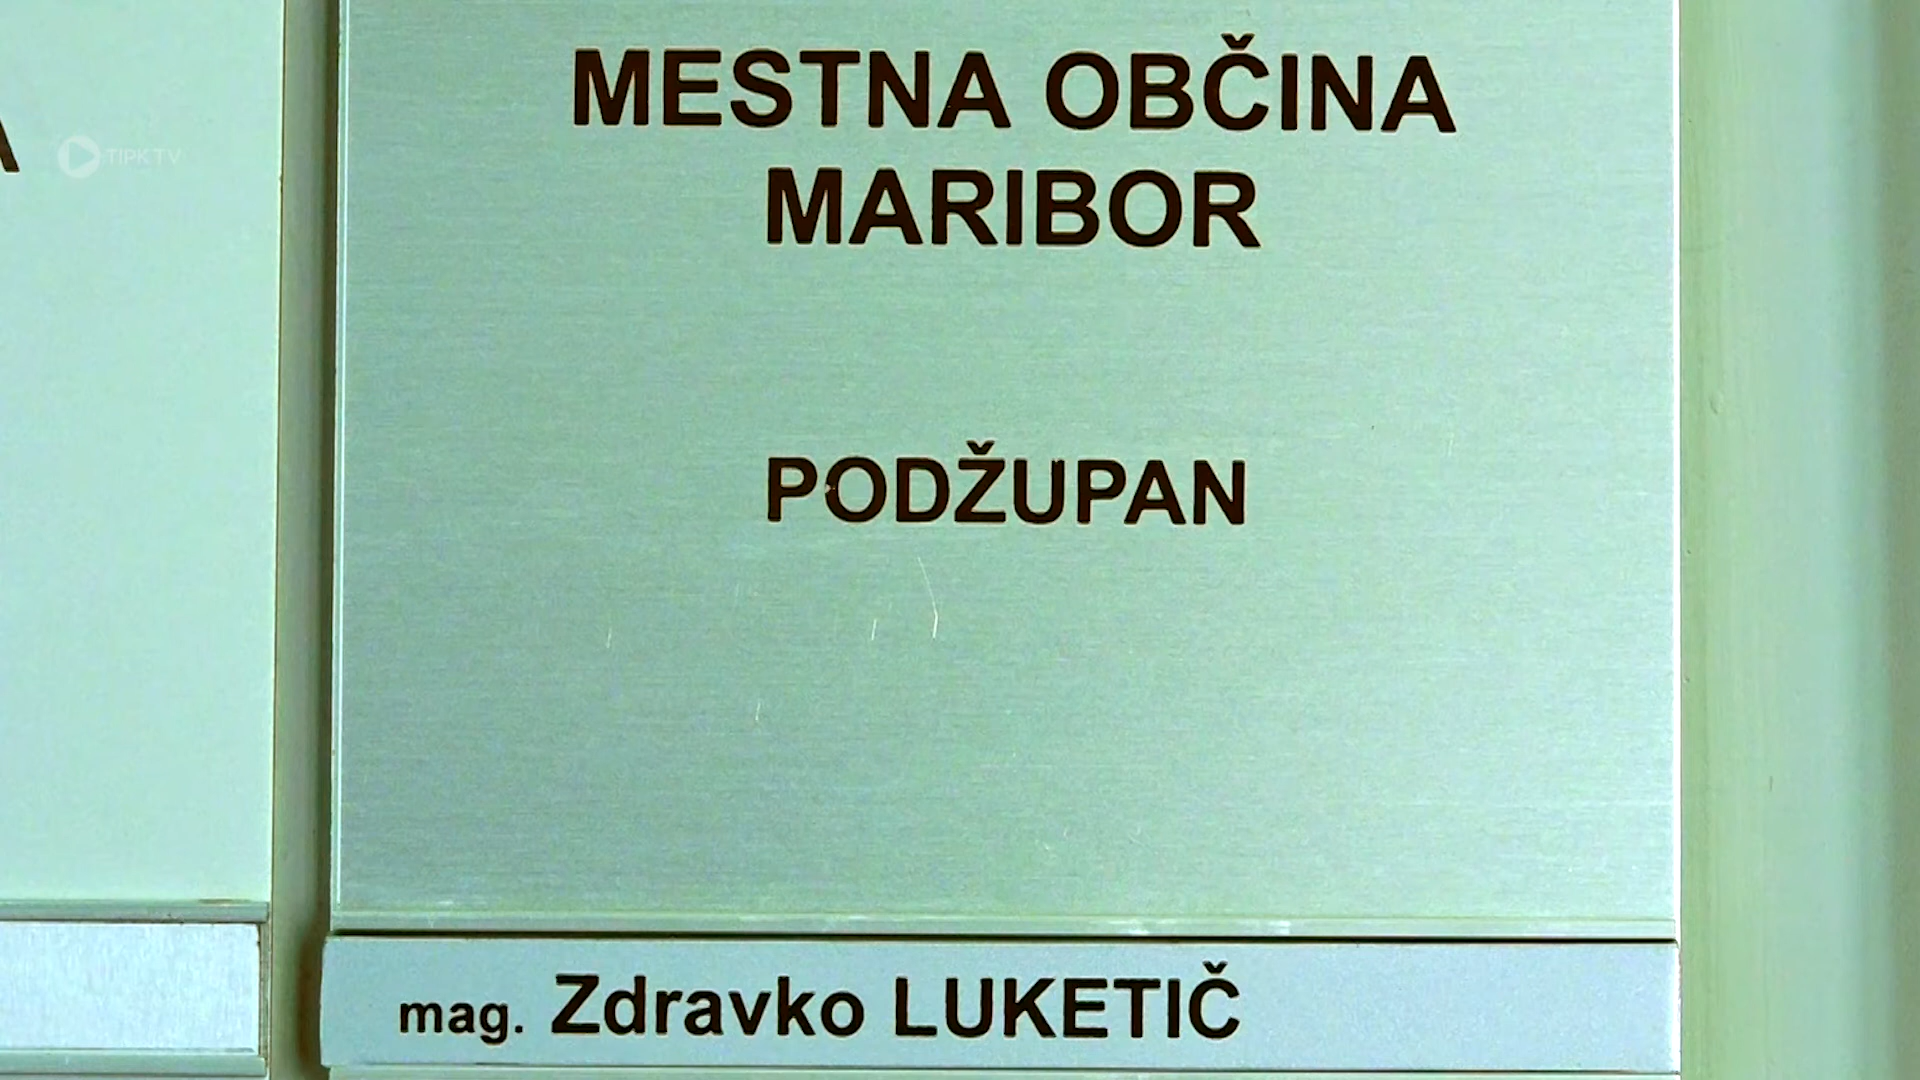 MESTNA OBČINA
MARIBOR
PODŽUPAN
mag. Zdravko LUKETIČ
TIPK TV